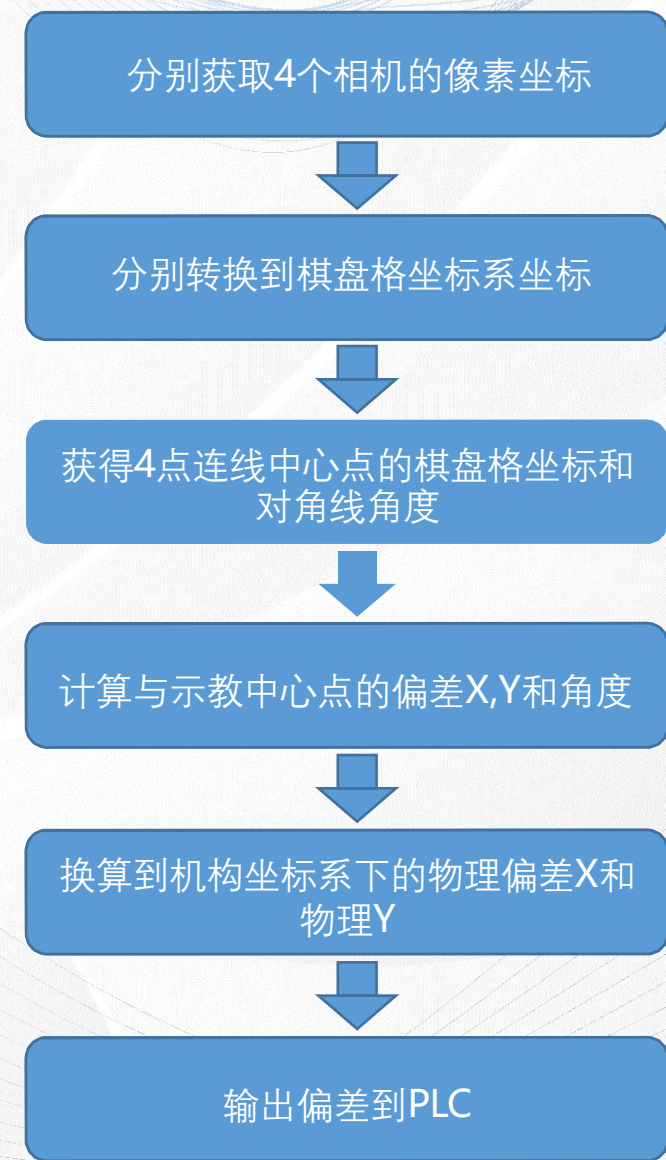 分别获取4个相机的像素坐标
分别转换到棋盘格坐标系坐标
获得4点连线中心点的棋盘格坐标和
对角线角度
计算与示教中心点的偏差X,Y和角度
换算到机构坐标系下的物理偏差X和
物理Y
输出偏差到PLC